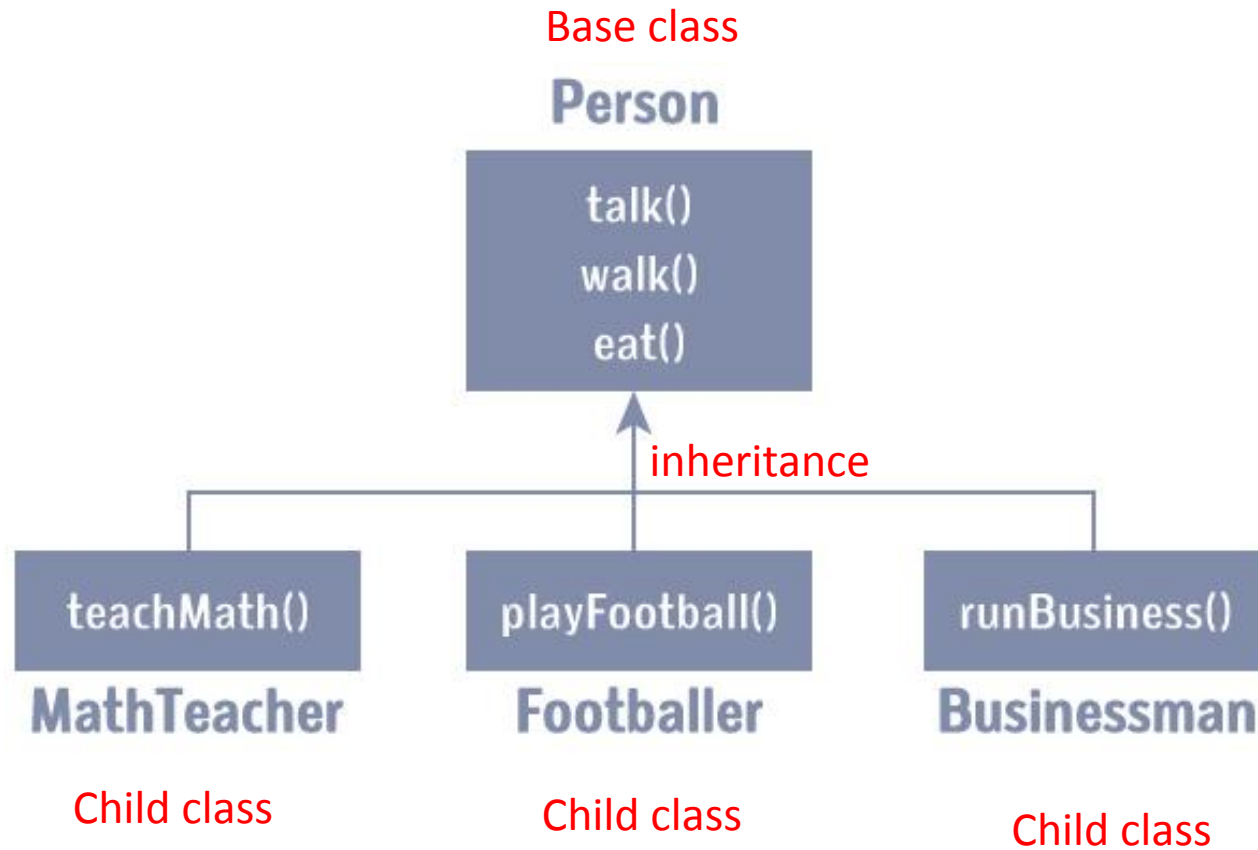 Base class
Person
talk()
walk()
eat()
inheritance
teachMath()
playFootball()
runBusiness()
MathTeacher
Footballer
Businessman
Child class
Child class
Child class